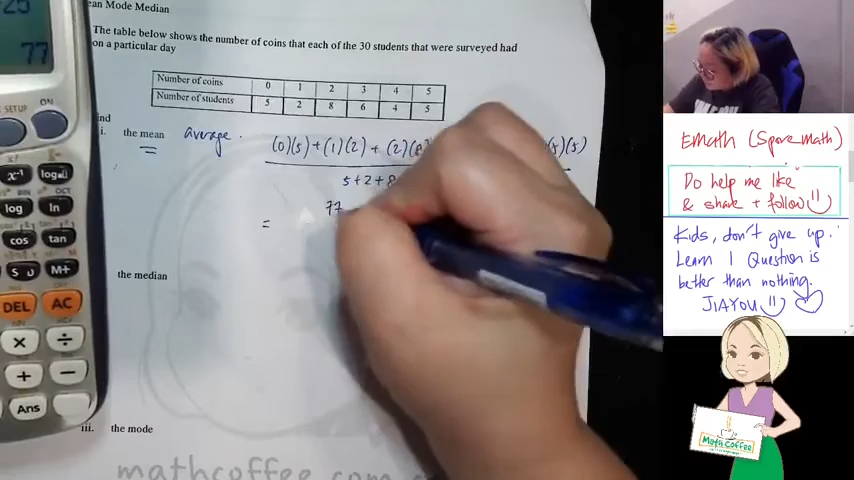 ean Mode Median
The table below shows the number of coins that each of the 30 students that were surveyed had
on a particular day
Number of coins 0 1 2 3 4 5
Number of students 5 2 8 6 4 5
ind
i. the mean average.
(0)(5)+(1)(2)+(2)(8) )(5)
5+2+8
= 77
the median
iii. the mode
mathcoffee.com
77
SETUP ON
x⁻¹ log
log ln
cos tan
M+
DEL AC
× ÷
+ −
Ans
EMath (Spore Math)
Do help me like
& share + follow
Kids, don't give up.
Learn 1 Question is
better than nothing.
JIAYOU
MathCoffee